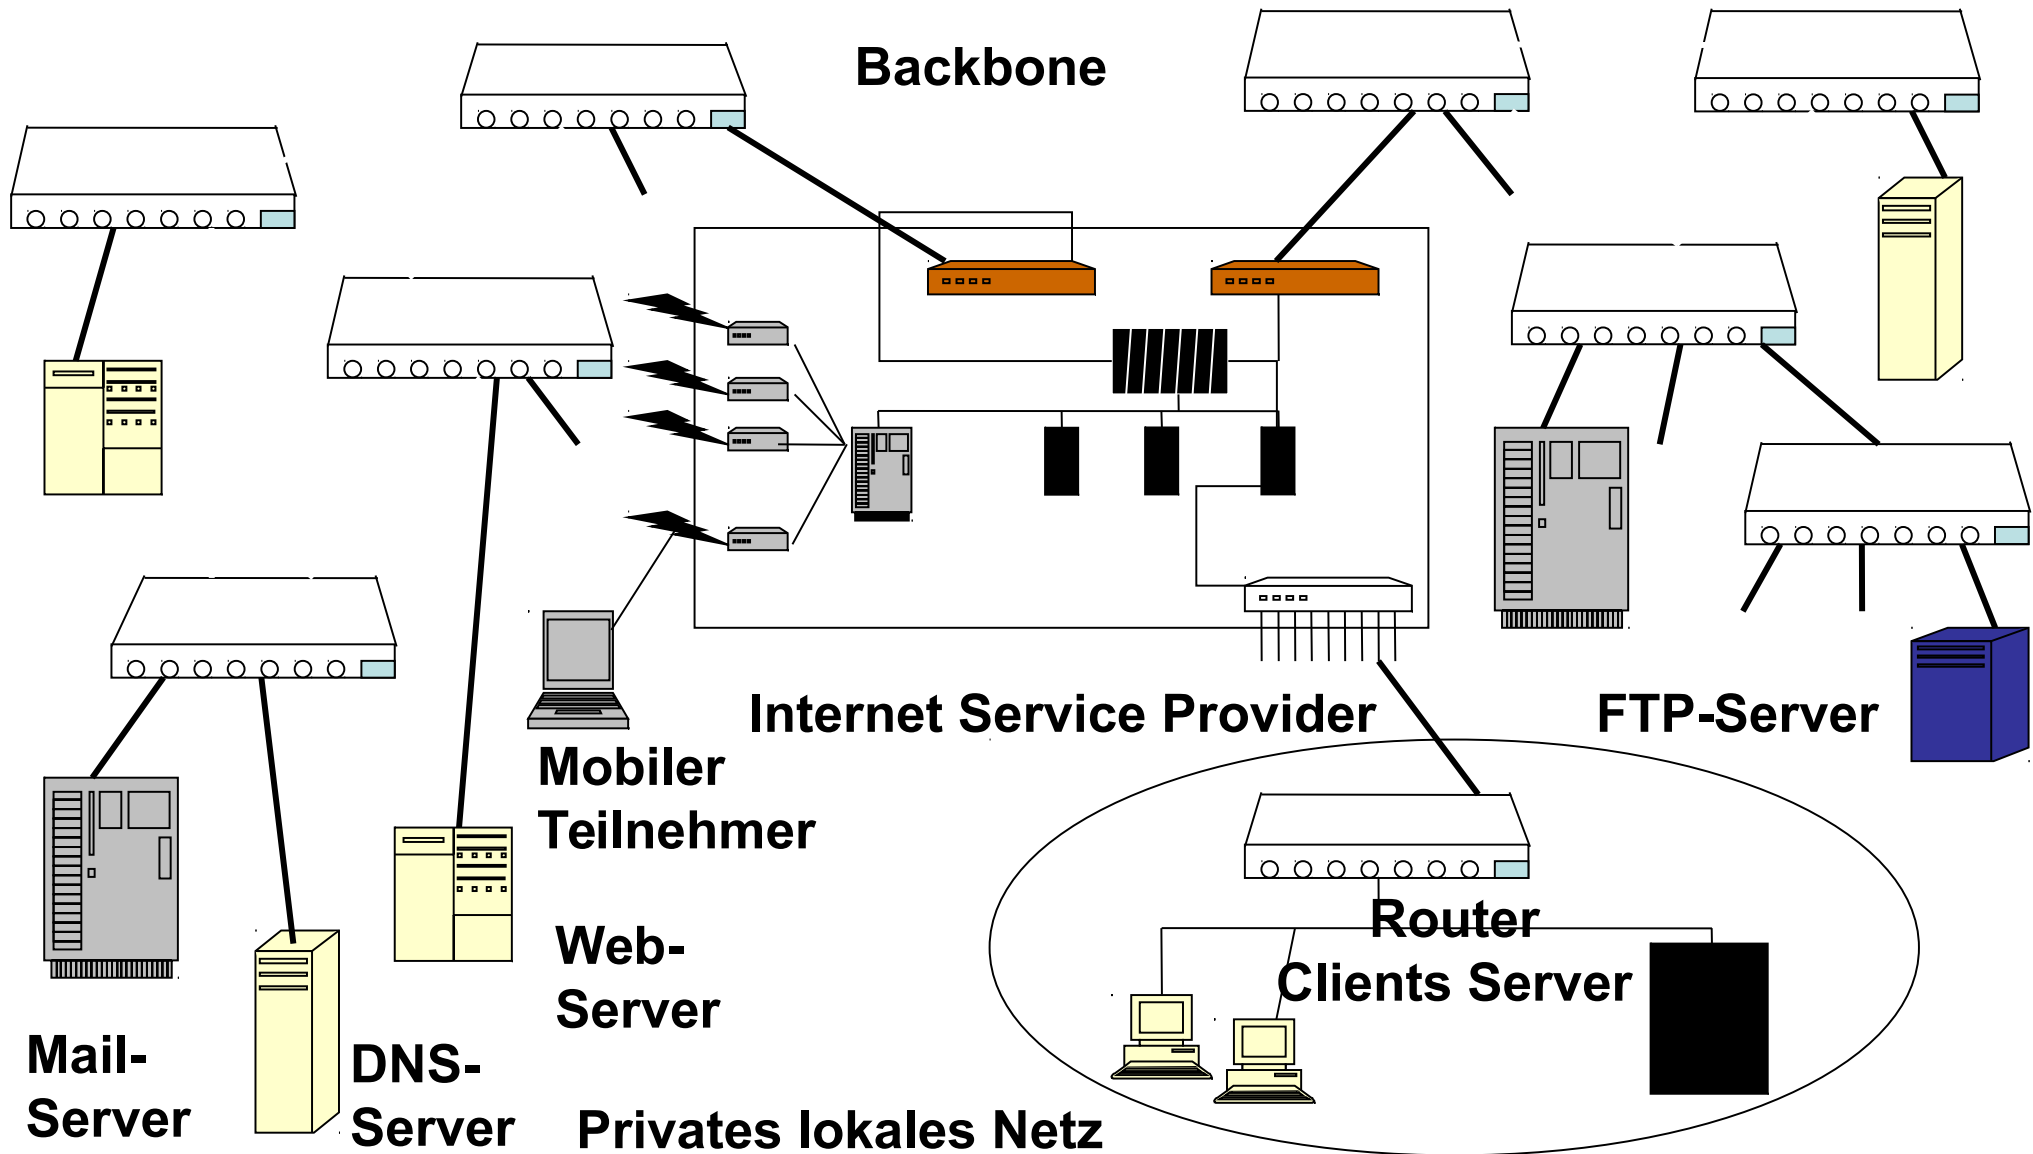 Backbone
Internet Service Provider
FTP-Server
Mobiler
Teilnehmer
Router
Clients Server
Web-
Server
Mail-
Server
DNS-
Server
Privates lokales Netz